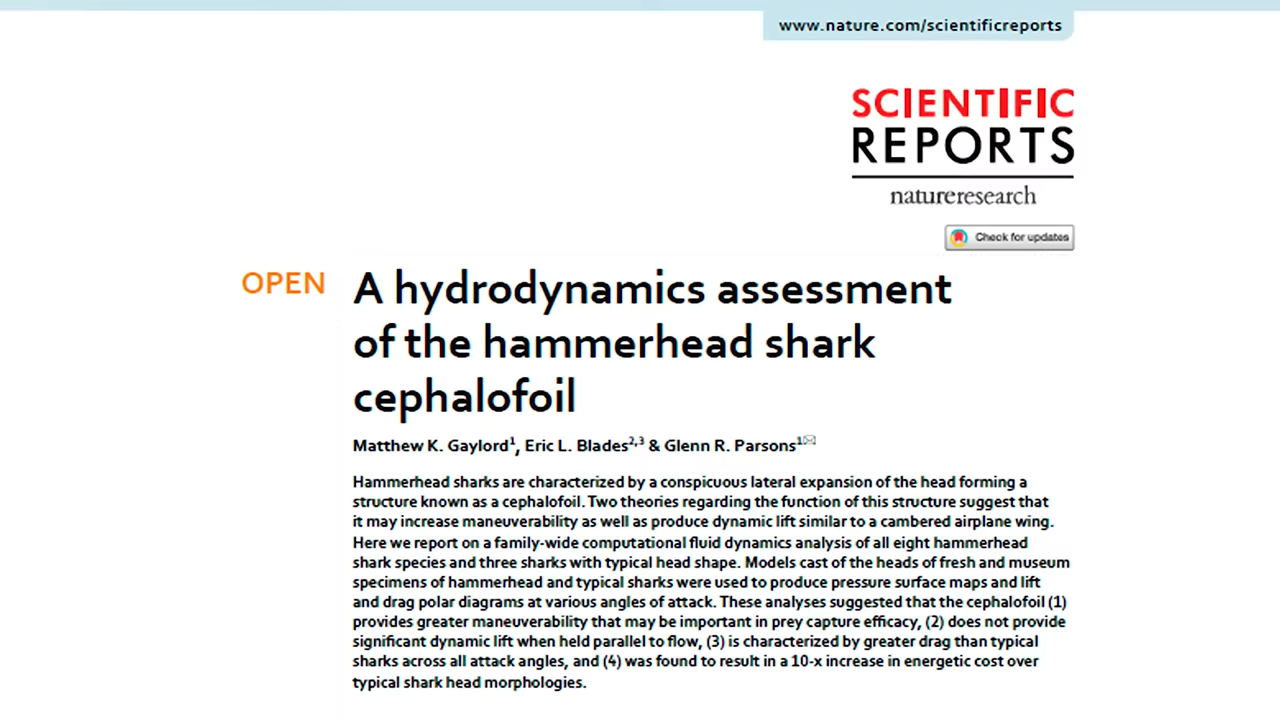 www.nature.com/scientificreports
SCIENTIFIC
REPORTS
natureresearch
Check for updates
OPEN
A hydrodynamics assessment
of the hammerhead shark
cephalofoil
Matthew K. Gaylord1, Eric L. Blades2,3 & Glenn R. Parsons1✉
Hammerhead sharks are characterized by a conspicuous lateral expansion of the head forming a
structure known as a cephalofoil. Two theories regarding the function of this structure suggest that
it may increase maneuverability as well as produce dynamic lift similar to a cambered airplane wing.
Here we report on a family-wide computational fluid dynamics analysis of all eight hammerhead
shark species and three sharks with typical head shape. Models cast of the heads of fresh and museum
specimens of hammerhead and typical sharks were used to produce pressure surface maps and lift
and drag polar diagrams at various angles of attack. These analyses suggested that the cephalofoil (1)
provides greater maneuverability that may be important in prey capture efficacy, (2) does not provide
significant dynamic lift when held parallel to flow, (3) is characterized by greater drag than typical
sharks across all attack angles, and (4) was found to result in a 10-x increase in energetic cost over
typical shark head morphologies.